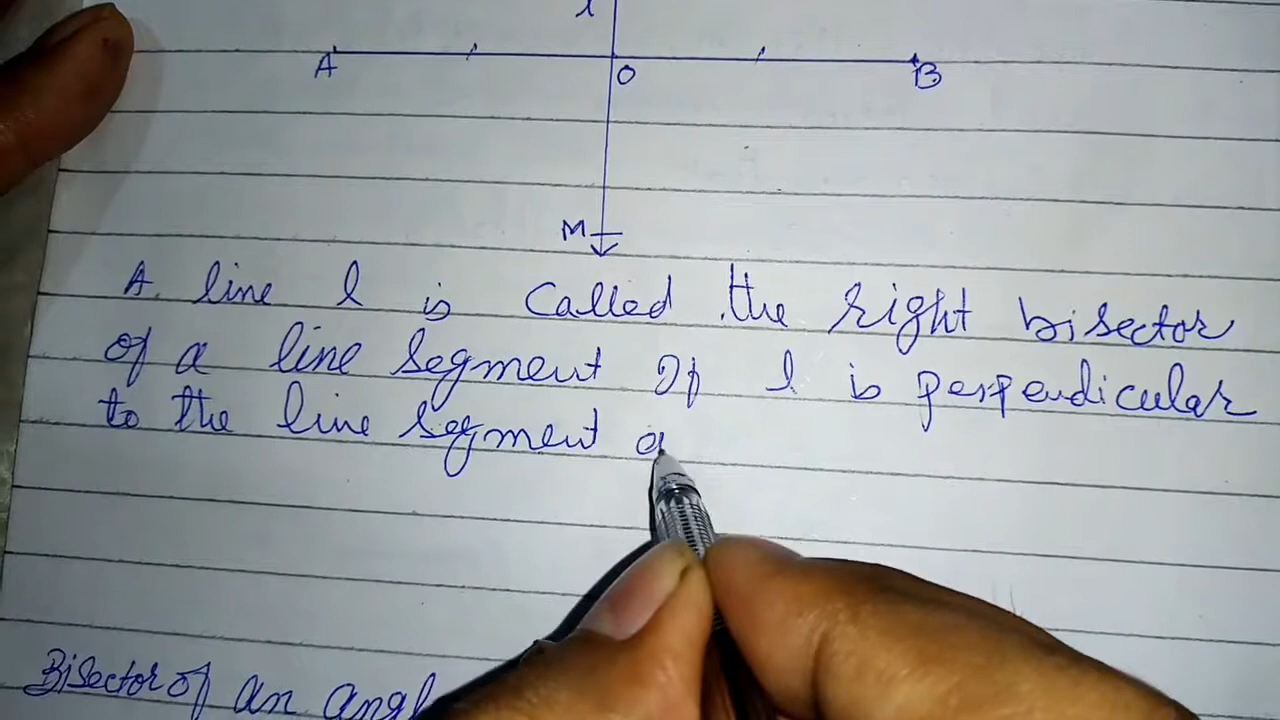 l
A O B
M
A line l is called the right bisector
of a line segment If l is perpendicular
to the line segment a
Bisector of an angl